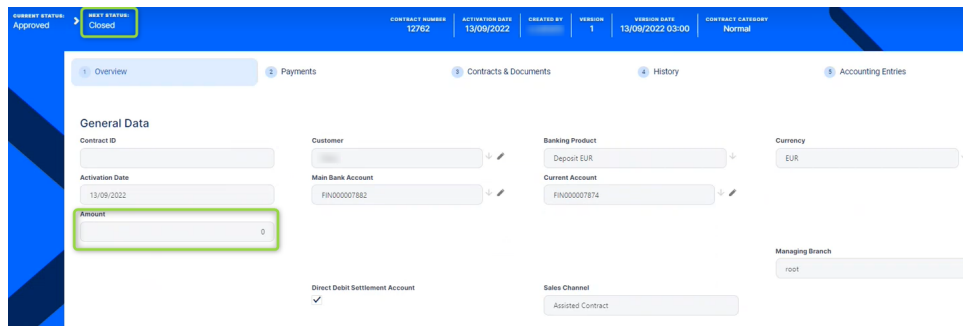 CURRENT STATUS:
Approved
NEXT STATUS:
Closed
CONTRACT NUMBER
12762
ACTIVATION DATE
13/09/2022
CREATED BY
VERSION
1
VERSION DATE
13/09/2022 03:00
CONTRACT CATEGORY
Normal
1 Overview
2 Payments
3 Contracts & Documents
4 History
5 Accounting Entries
General Data
Contract ID
Customer
Banking Product
Deposit EUR
Currency
EUR
Activation Date
13/09/2022
Main Bank Account
FIN000007882
Current Account
FIN000007874
Amount
0
Managing Branch
root
Direct Debit Settlement Account
Sales Channel
Assisted Contract